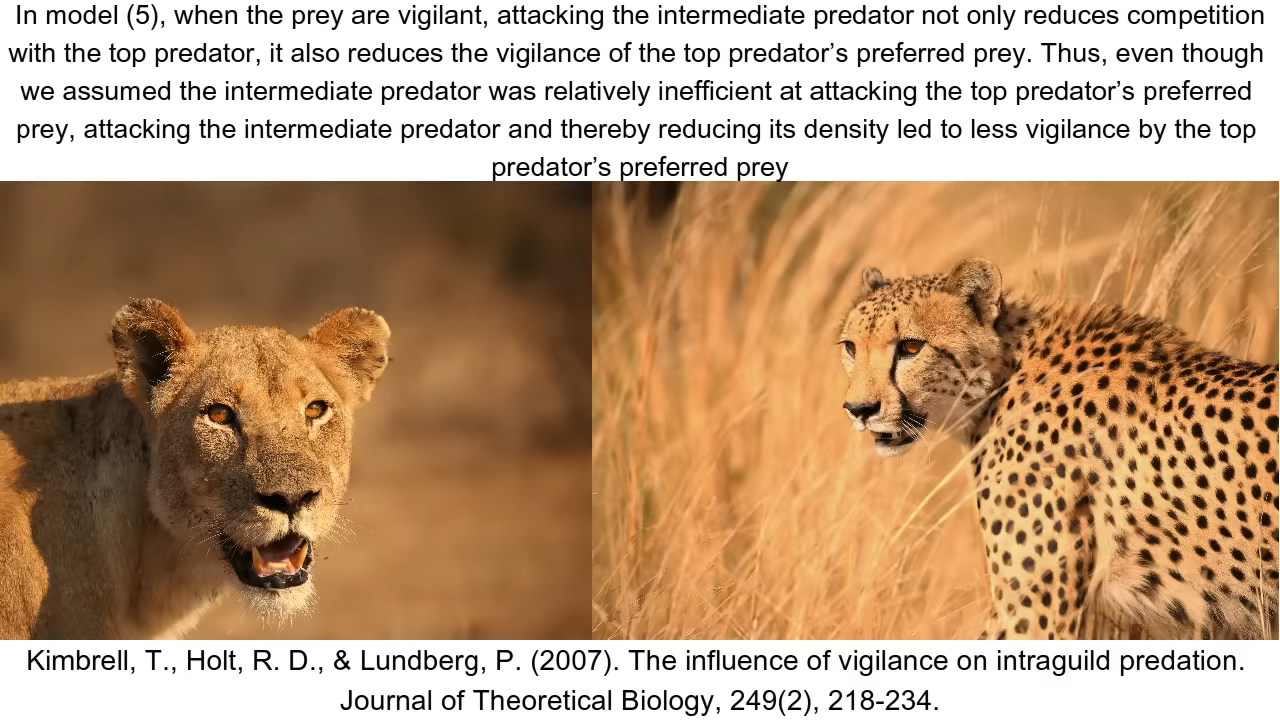 In model (5), when the prey are vigilant, attacking the intermediate predator not only reduces competition
with the top predator, it also reduces the vigilance of the top predator’s preferred prey. Thus, even though
we assumed the intermediate predator was relatively inefficient at attacking the top predator’s preferred
prey, attacking the intermediate predator and thereby reducing its density led to less vigilance by the top
predator’s preferred prey
Kimbrell, T., Holt, R. D., & Lundberg, P. (2007). The influence of vigilance on intraguild predation.
Journal of Theoretical Biology, 249(2), 218-234.